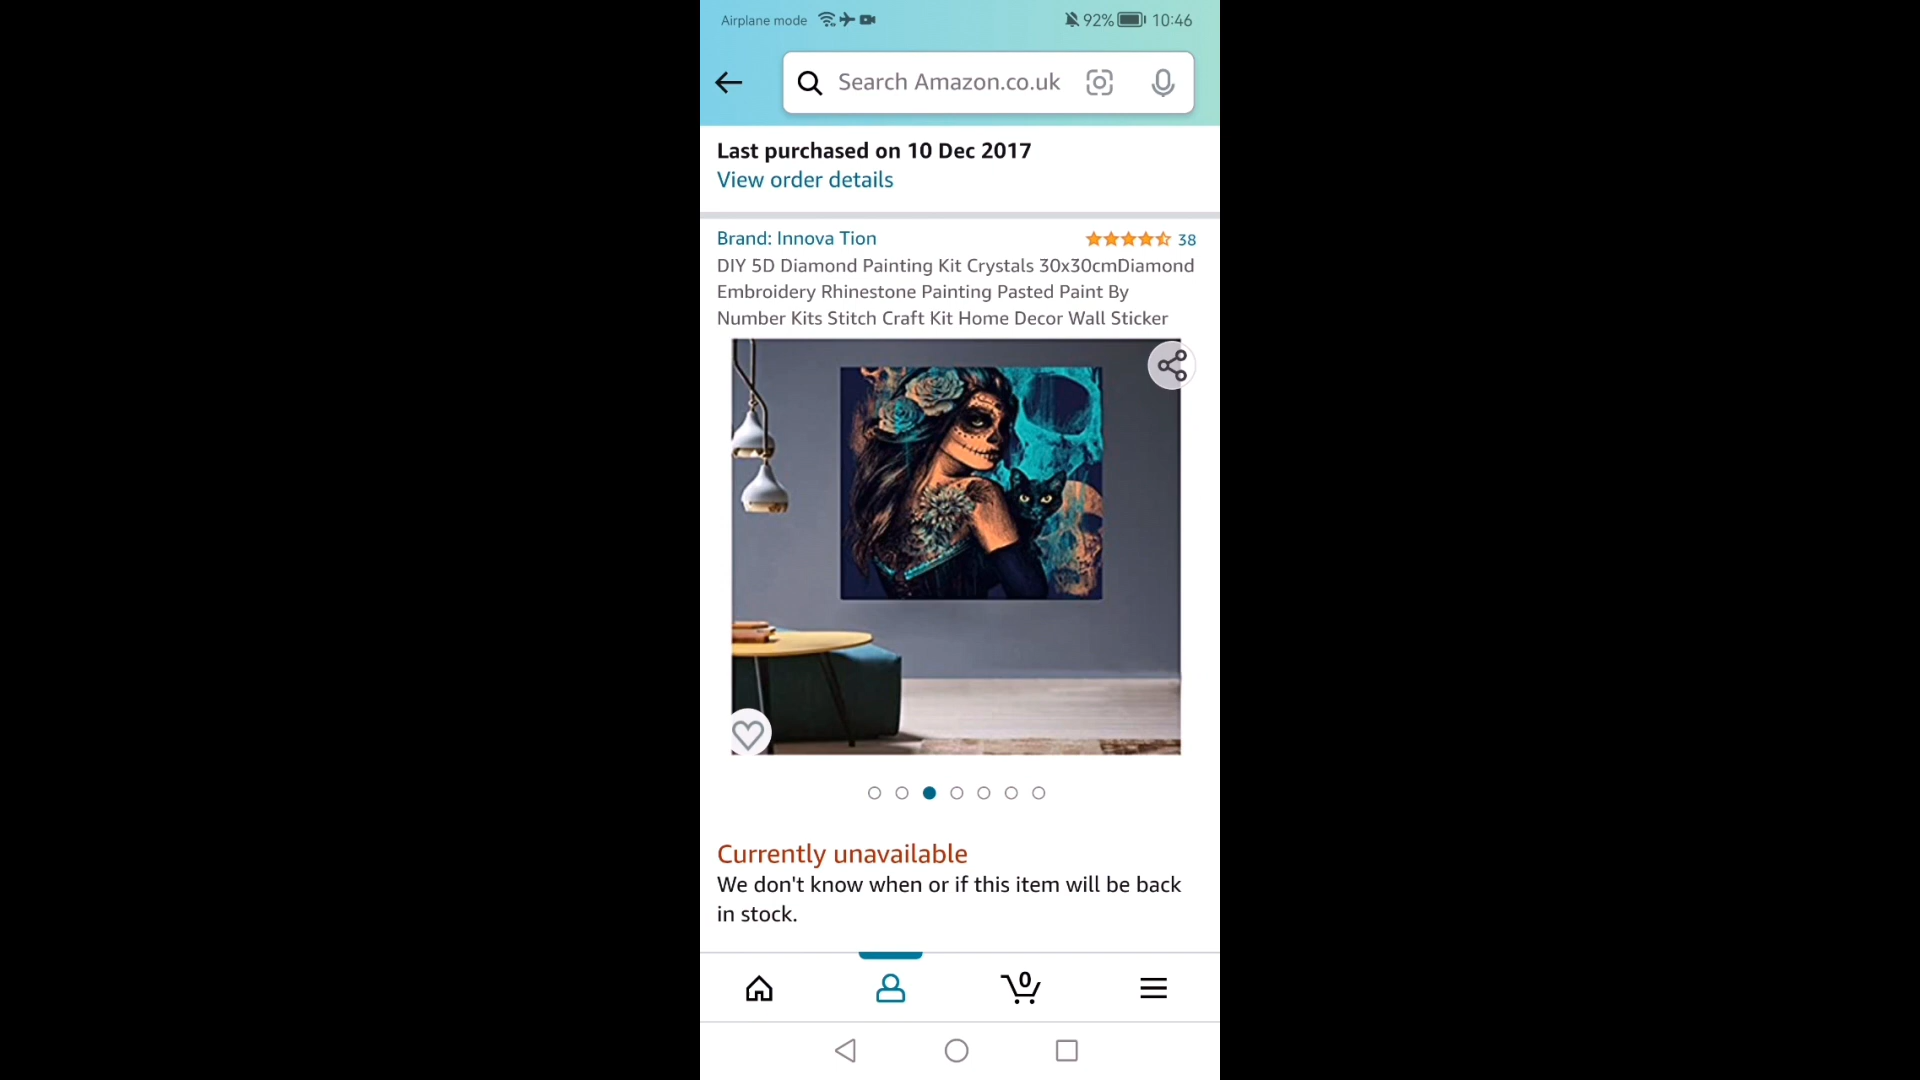 Airplane mode 92% 10:46
Search Amazon.co.uk
Last purchased on 10 Dec 2017
View order details
Brand: Innova Tion 38
DIY 5D Diamond Painting Kit Crystals 30x30cmDiamond
Embroidery Rhinestone Painting Pasted Paint By
Number Kits Stitch Craft Kit Home Decor Wall Sticker
Currently unavailable
We don't know when or if this item will be back
in stock.
0